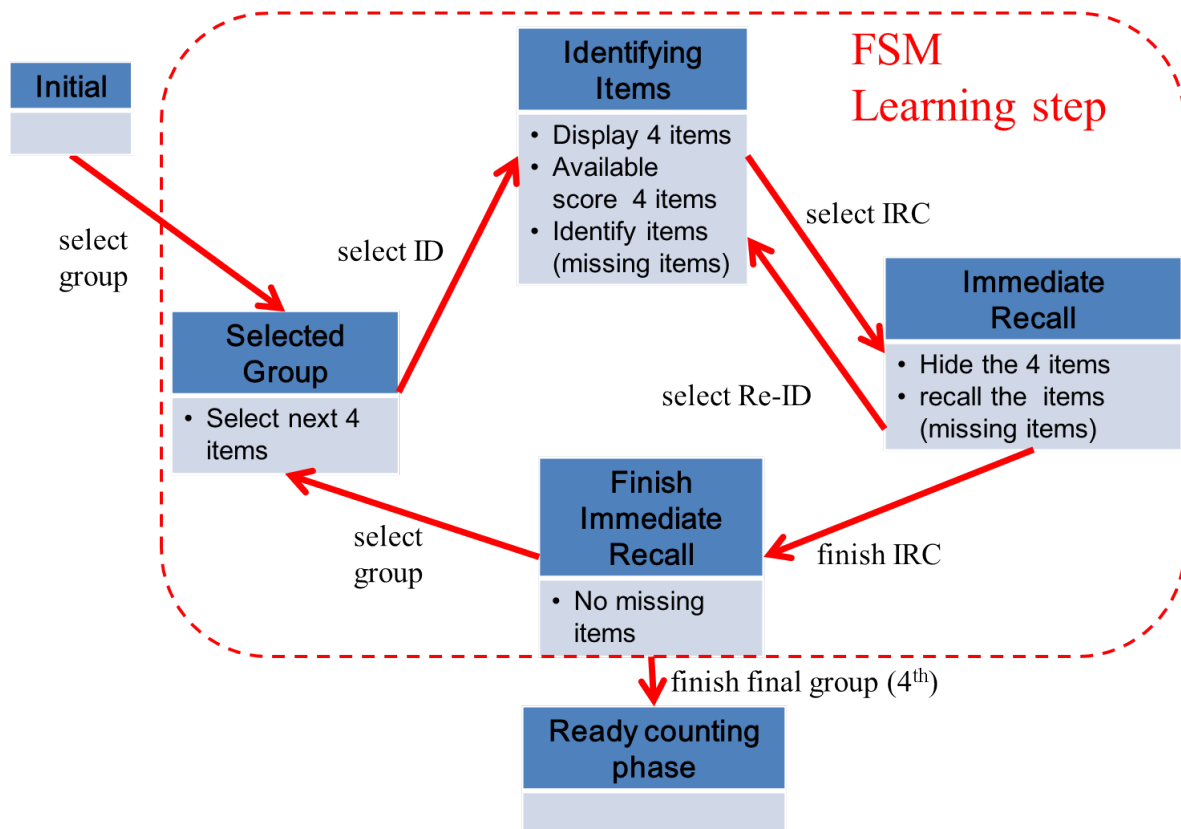 FSM
Learning step
Initial
select
group
Identifying
Items
• Display 4 items
• Available
score 4 items
• Identify items
(missing items)
select ID
select IRC
Selected
Group
• Select next 4
items
Immediate
Recall
• Hide the 4 items
• recall the items
(missing items)
select Re-ID
Finish
Immediate
Recall
• No missing
items
select
group
finish IRC
finish final group (4th)
Ready counting
phase